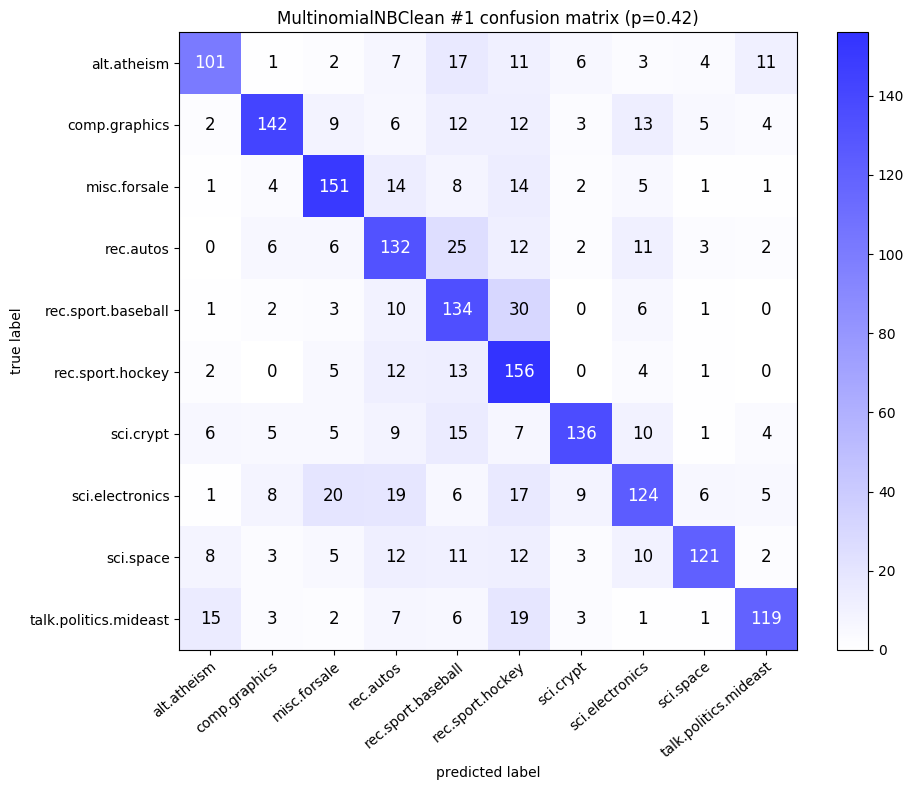 MultinomialNBClean #1 confusion matrix (p=0.42)
true label
alt.atheism 101 1 2 7 17 11 6 3 4 11
comp.graphics 2 142 9 6 12 12 3 13 5 4
misc.forsale 1 4 151 14 8 14 2 5 1 1
rec.autos 0 6 6 132 25 12 2 11 3 2
rec.sport.baseball 1 2 3 10 134 30 0 6 1 0
rec.sport.hockey 2 0 5 12 13 156 0 4 1 0
sci.crypt 6 5 5 9 15 7 136 10 1 4
sci.electronics 1 8 20 19 6 17 9 124 6 5
sci.space 8 3 5 12 11 12 3 10 121 2
talk.politics.mideast 15 3 2 7 6 19 3 1 1 119
alt.atheism
comp.graphics
misc.forsale
rec.autos
rec.sport.baseball
rec.sport.hockey
sci.crypt
sci.electronics
sci.space
talk.politics.mideast
predicted label
140
120
100
80
60
40
20
0